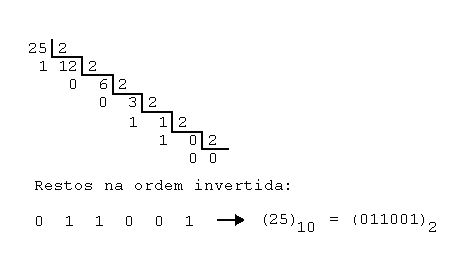 25 2
1 12 2
0 6 2
0 3 2
1 1 2
1 0 2
0 0
Restos na ordem invertida:
0 1 1 0 0 1 → (25)10 = (011001)2